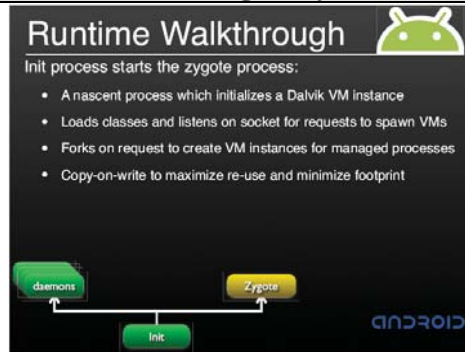 Runtime Walkthrough
Init process starts the zygote process:
• A nascent process which initializes a Dalvik VM instance
• Loads classes and listens on socket for requests to spawn VMs
• Forks on request to create VM instances for managed processes
• Copy-on-write to maximize re-use and minimize footprint
daemons
Zygote
Init
ANDROID